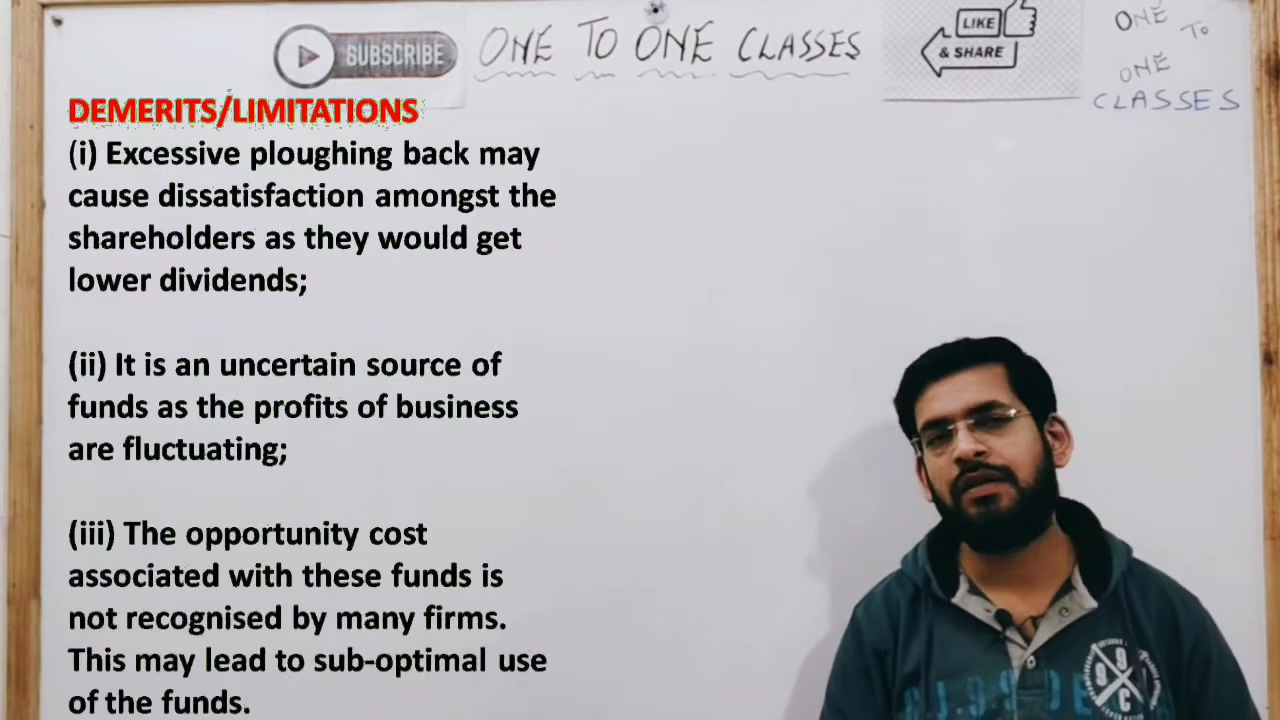 SUBSCRIBE
ONE TO ONE CLASSES
LIKE
& SHARE
ONE
TO
ONE
CLASSES
DEMERITS/LIMITATIONS
(i) Excessive ploughing back may
cause dissatisfaction amongst the
shareholders as they would get
lower dividends;
(ii) It is an uncertain source of
funds as the profits of business
are fluctuating;
(iii) The opportunity cost
associated with these funds is
not recognised by many firms.
This may lead to sub-optimal use
of the funds.